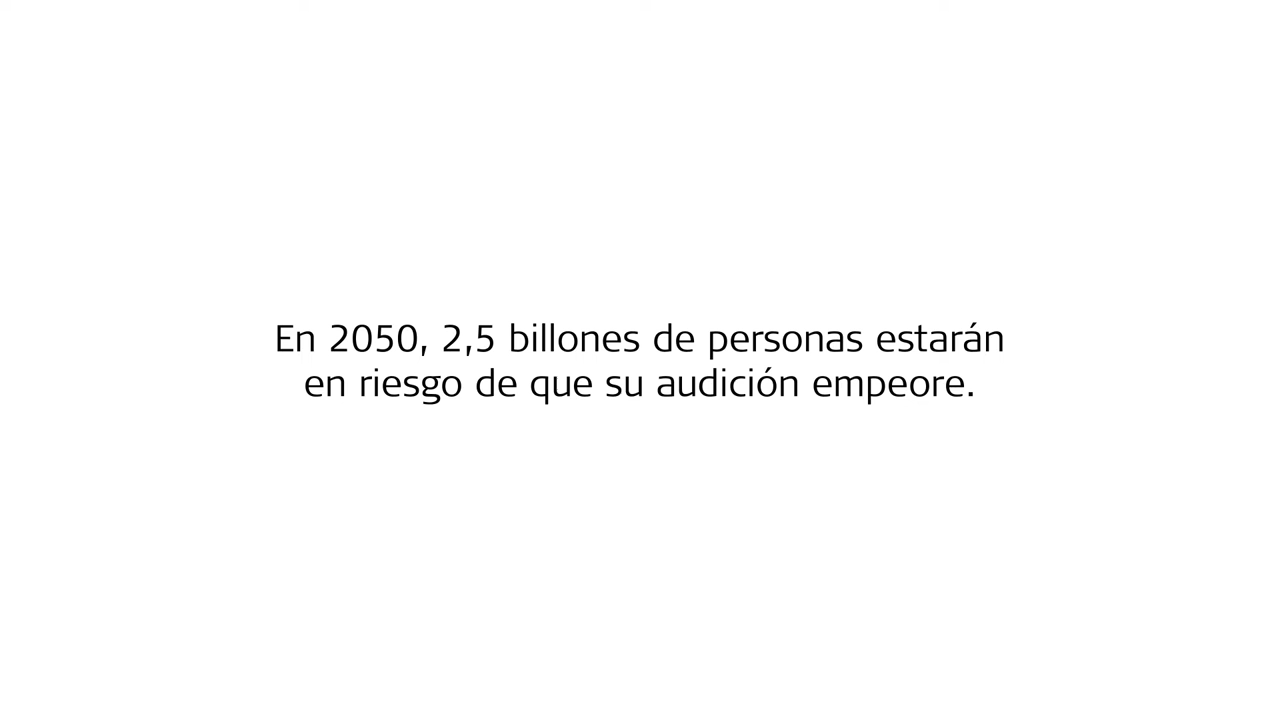 En 2050, 2,5 billones de personas estarán
en riesgo de que su audición empeore.